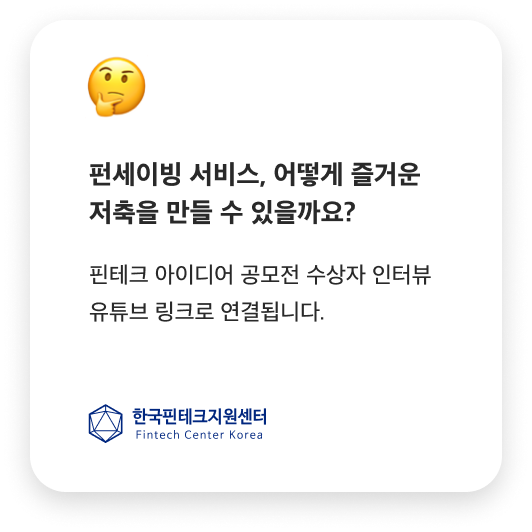 펀세이빙 서비스, 어떻게 즐거운
저축을 만들 수 있을까요?
핀테크 아이디어 공모전 수상자 인터뷰
유튜브 링크로 연결됩니다.
한국핀테크지원센터
Fintech Center Korea